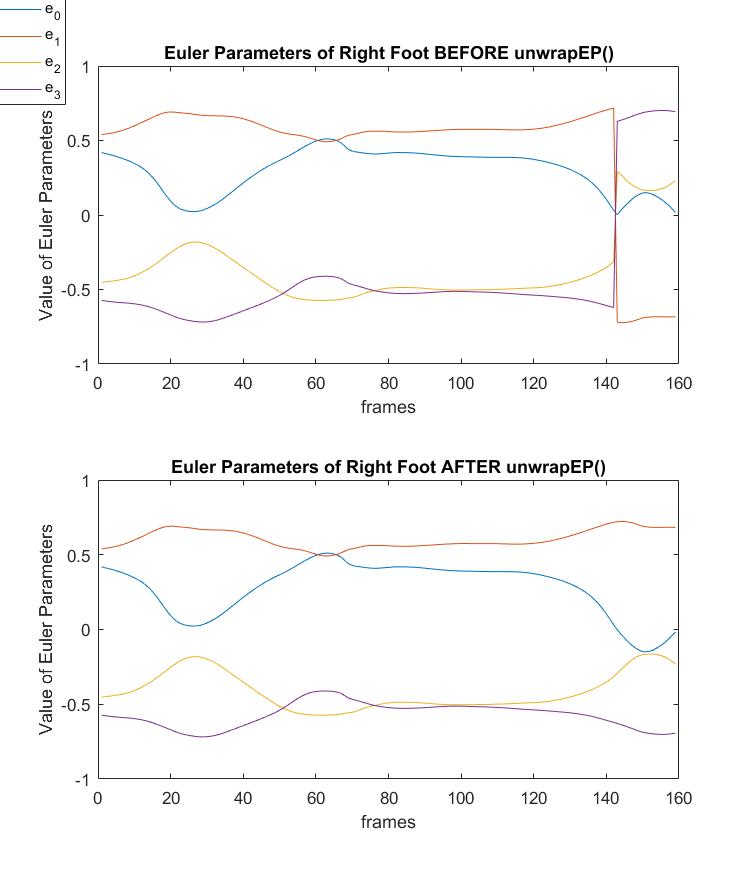 e0
e1
e2
e3
Euler Parameters of Right Foot BEFORE unwrapEP()
Value of Euler Parameters
1
0.5
0
-0.5
-1
0 20 40 60 80 100 120 140 160
frames
Euler Parameters of Right Foot AFTER unwrapEP()
Value of Euler Parameters
1
0.5
0
-0.5
-1
0 20 40 60 80 100 120 140 160
frames